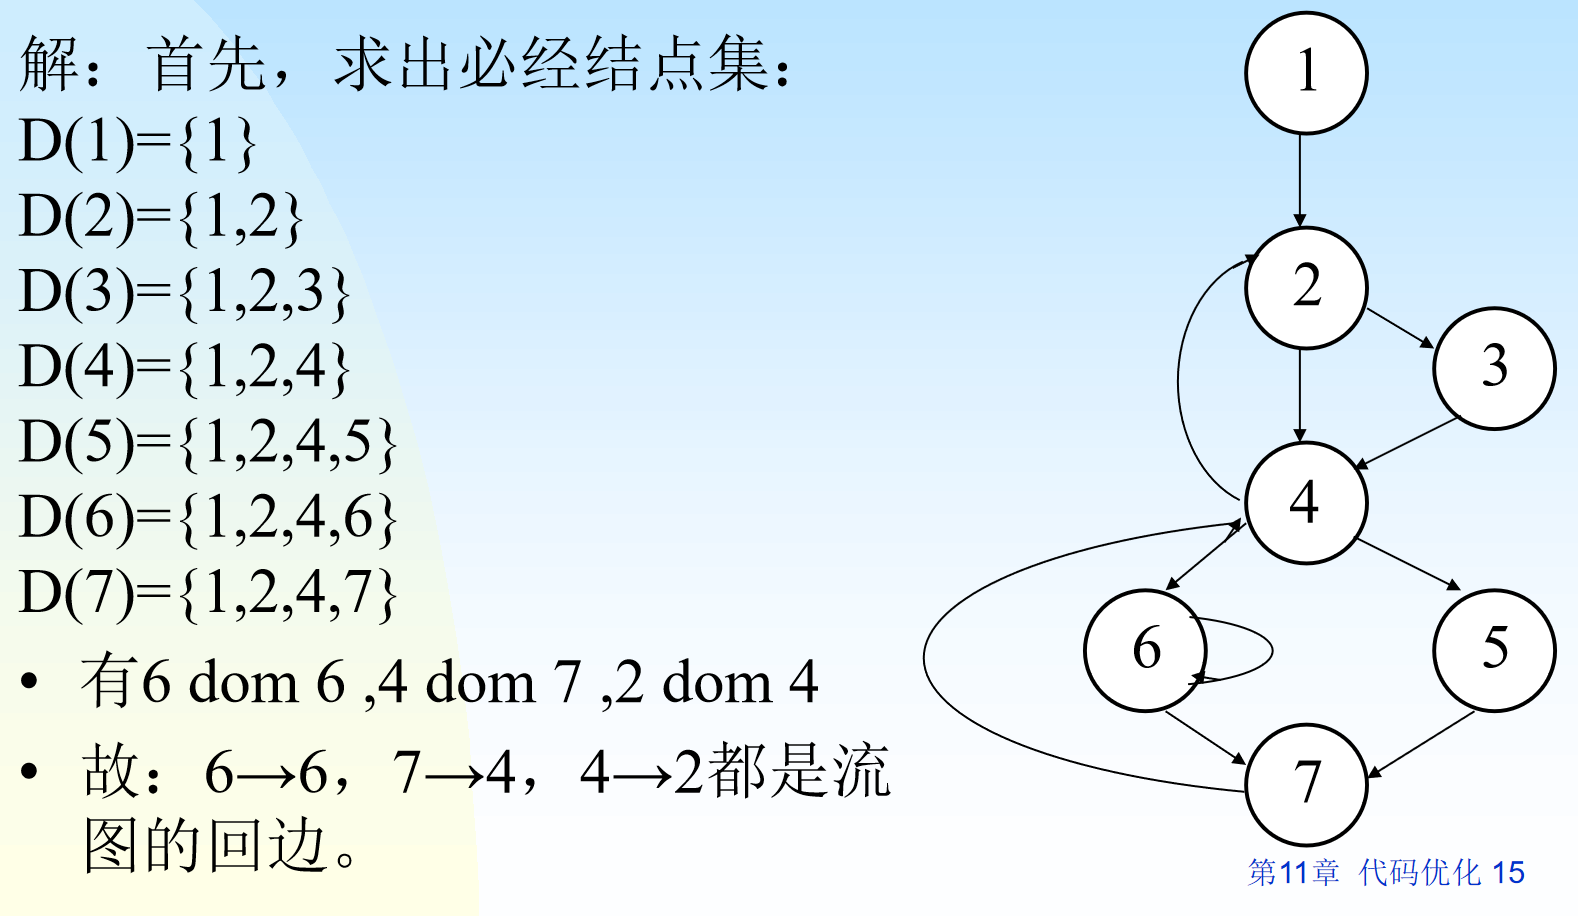 解：首先，求出必经结点集：
D(1)={1}
D(2)={1,2}
D(3)={1,2,3}
D(4)={1,2,4}
D(5)={1,2,4,5}
D(6)={1,2,4,6}
D(7)={1,2,4,7}
• 有6 dom 6 ,4 dom 7 ,2 dom 4
• 故：6→6，7→4，4→2都是流
图的回边。
1
2
3
4
6
5
7
第11章 代码优化 15